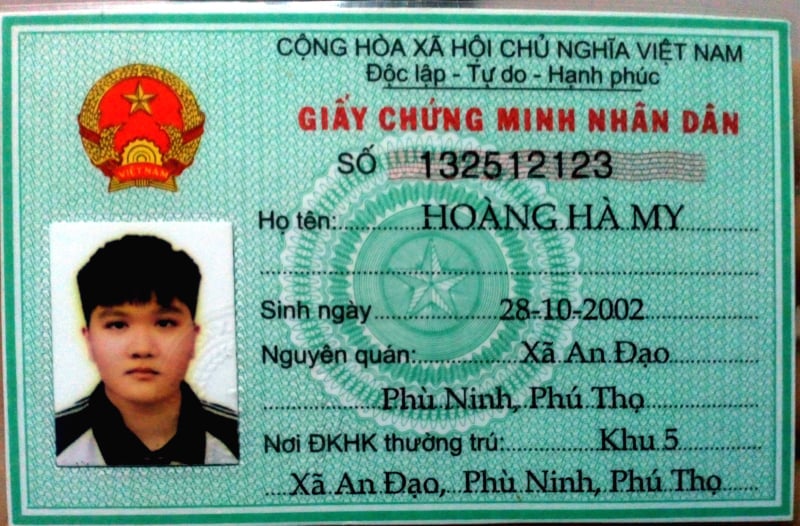 CỘNG HÒA XÃ HỘI CHỦ NGHĨA VIỆT NAM
Độc lập - Tự do - Hạnh phúc
GIẤY CHỨNG MINH NHÂN DÂN
SỐ 132512123
VIỆT NAM
Họ tên: HOÀNG HÀ MY
Sinh ngày 28-10-2002
Nguyên quán: Xã An Đạo
Phù Ninh, Phú Thọ
Nơi ĐKHK thường trú: Khu 5
Xã An Đạo, Phù Ninh, Phú Thọ